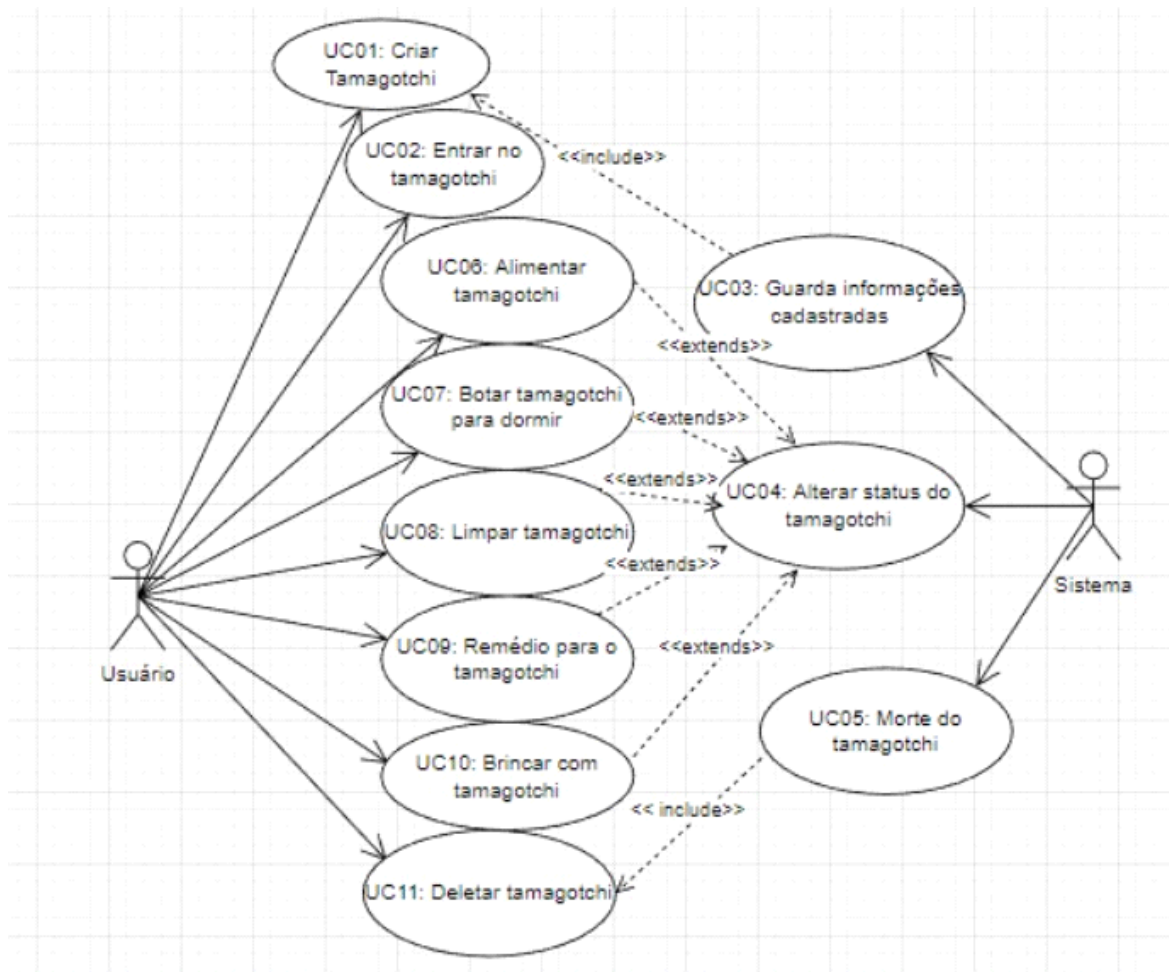 UC01: Criar
Tamagotchi
UC02: Entrar no
tamagotchi
<<include>>
UC06: Alimentar
tamagotchi
UC03: Guarda informações
cadastradas
<<extends>>
UC07: Botar tamagotchi
para dormir
<<extends>>
<<extends>>
UC04: Alterar status do
tamagotchi
UC08: Limpar tamagotchi
<<extends>>
Sistema
UC09: Remédio para o
tamagotchi
<<extends>>
Usuário
UC05: Morte do
tamagotchi
UC10: Brincar com
tamagotchi
<< include>>
UC11: Deletar tamagotchi